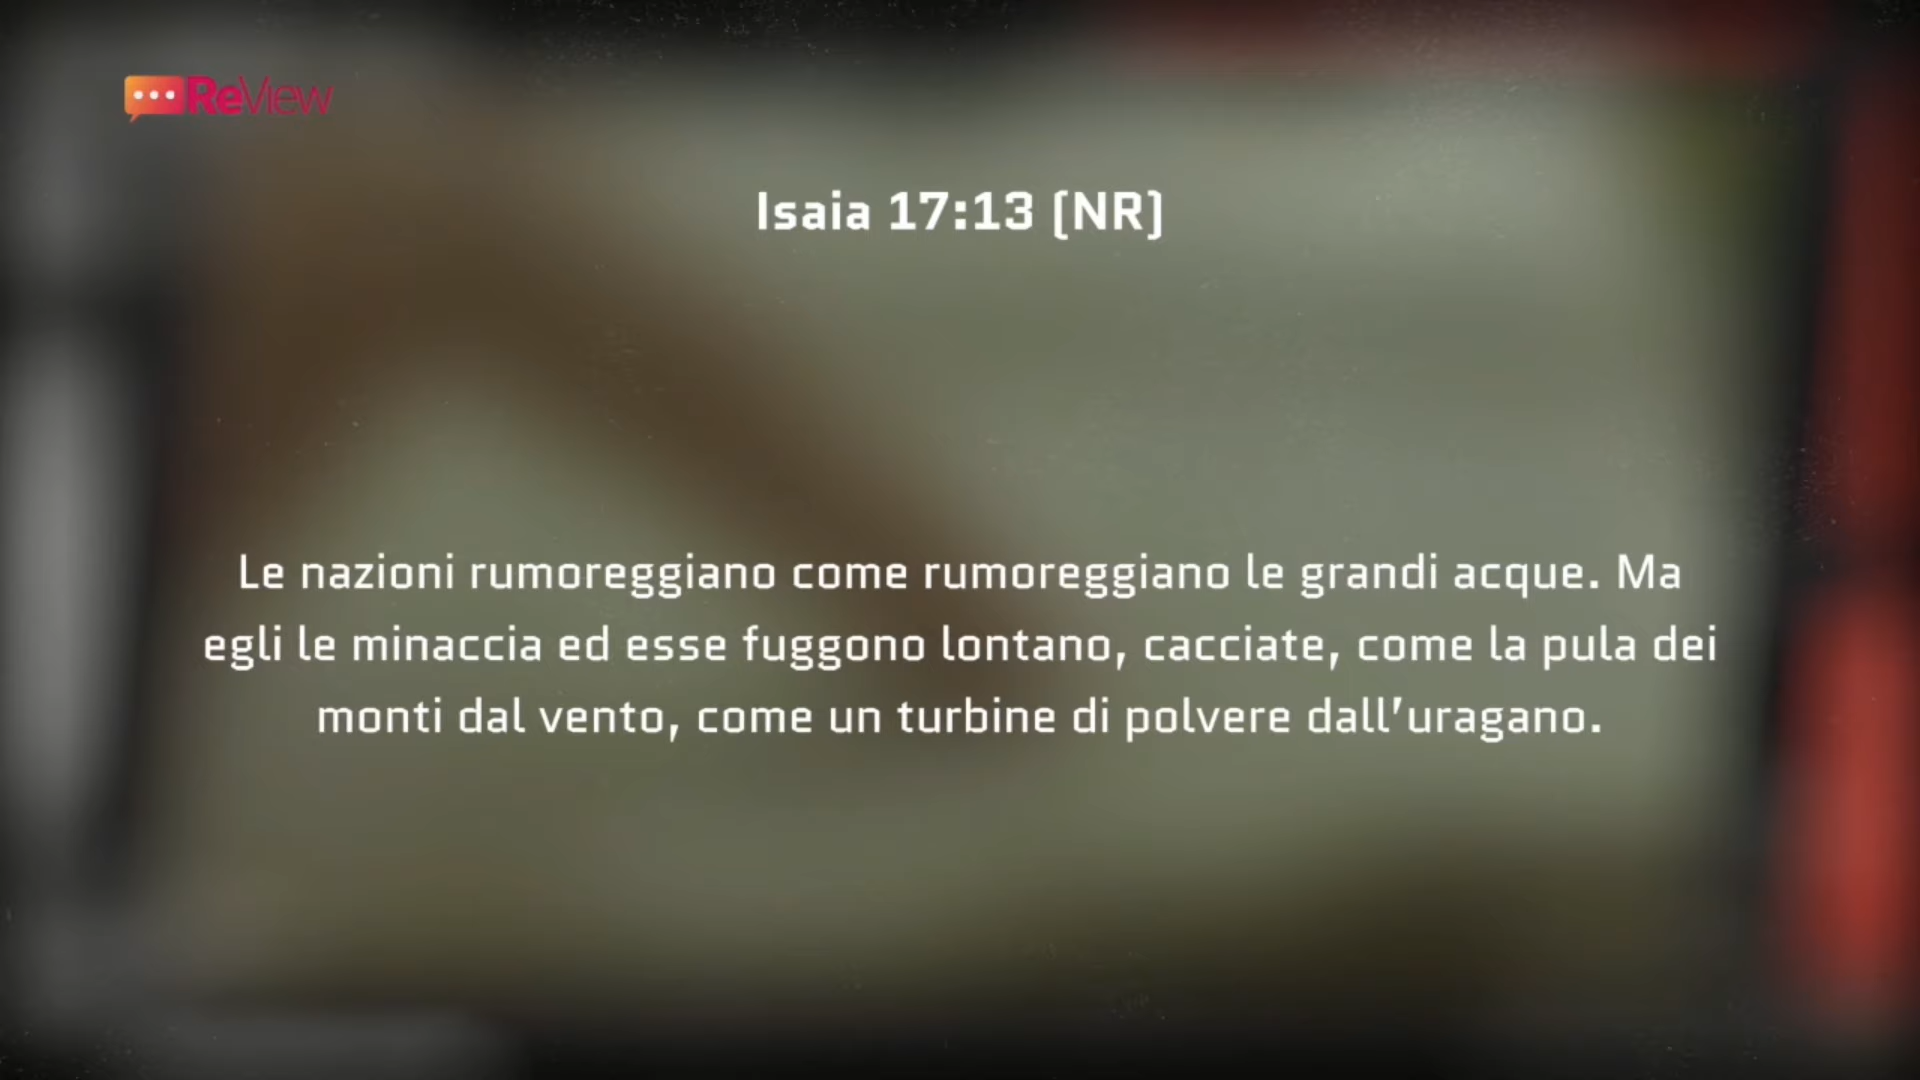 ReView
Isaia 17:13 (NR)
Le nazioni rumoreggiano come rumoreggiano le grandi acque. Ma
egli le minaccia ed esse fuggono lontano, cacciate, come la pula dei
monti dal vento, come un turbine di polvere dall’uragano.